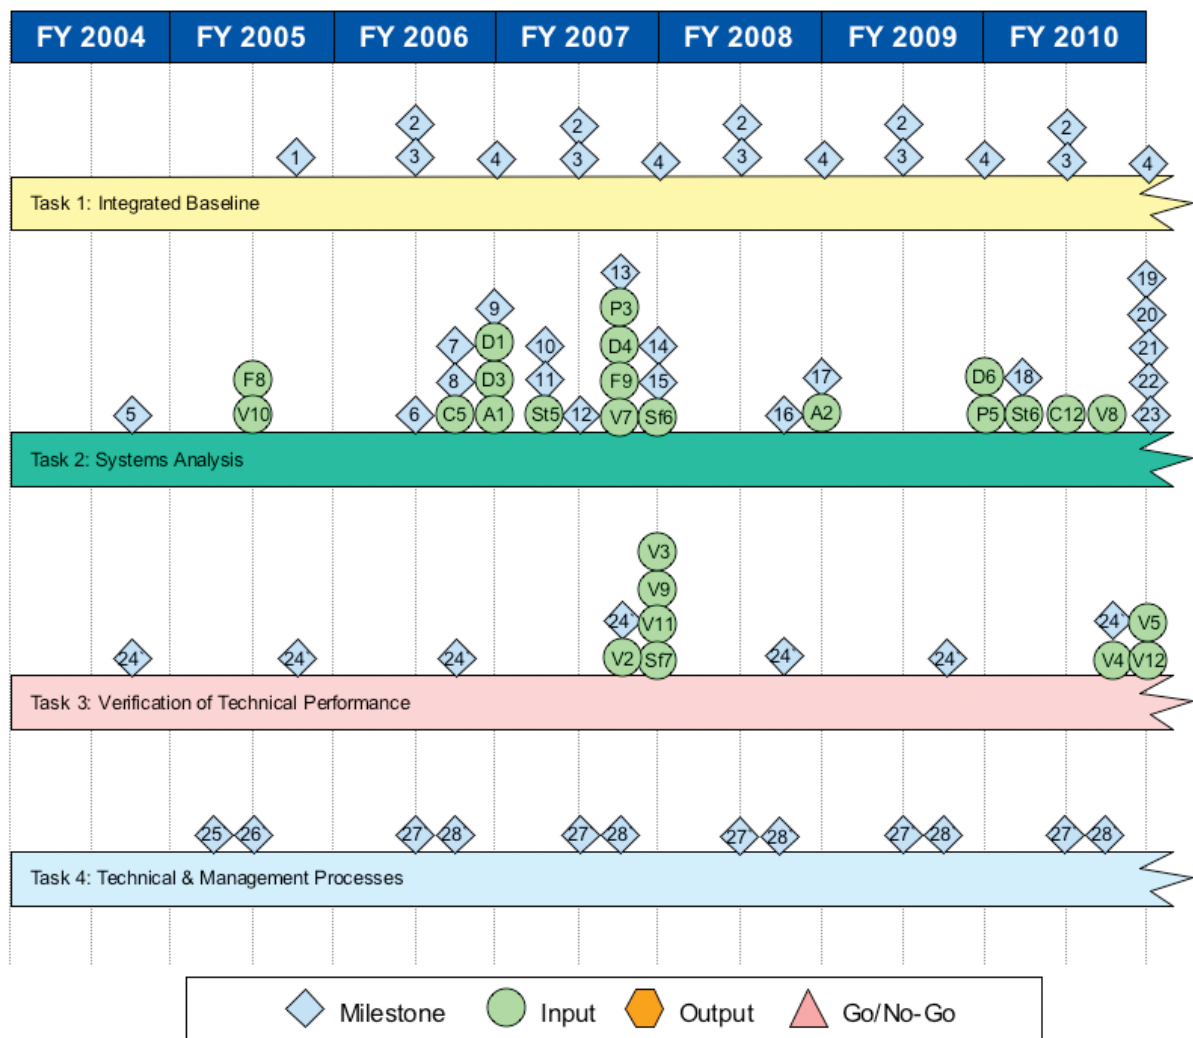 FY 2004 FY 2005 FY 2006 FY 2007 FY 2008 FY 2009 FY 2010
2 2 2 2 2
1 3 4 3 4 3 4 3 4 3 4
Task 1: Integrated Baseline
13 19
9 P3 20
7 D1 10 D4 14 21
F8 8 D3 11 F9 15 17 D6 18 22
5 V10 6 C5 A1 St5 12 V7 Sf6 16 A2 P5 St6 C12 V8 23
Task 2: Systems Analysis
V3
V9
24* V11 24* V5
24* 24* 24* V2 Sf7 24* 24* V4 V12
Task 3: Verification of Technical Performance
25 26* 27* 28* 27* 28* 27* 28* 27* 28* 27* 28*
Task 4: Technical & Management Processes
Milestone Input Output Go/No-Go